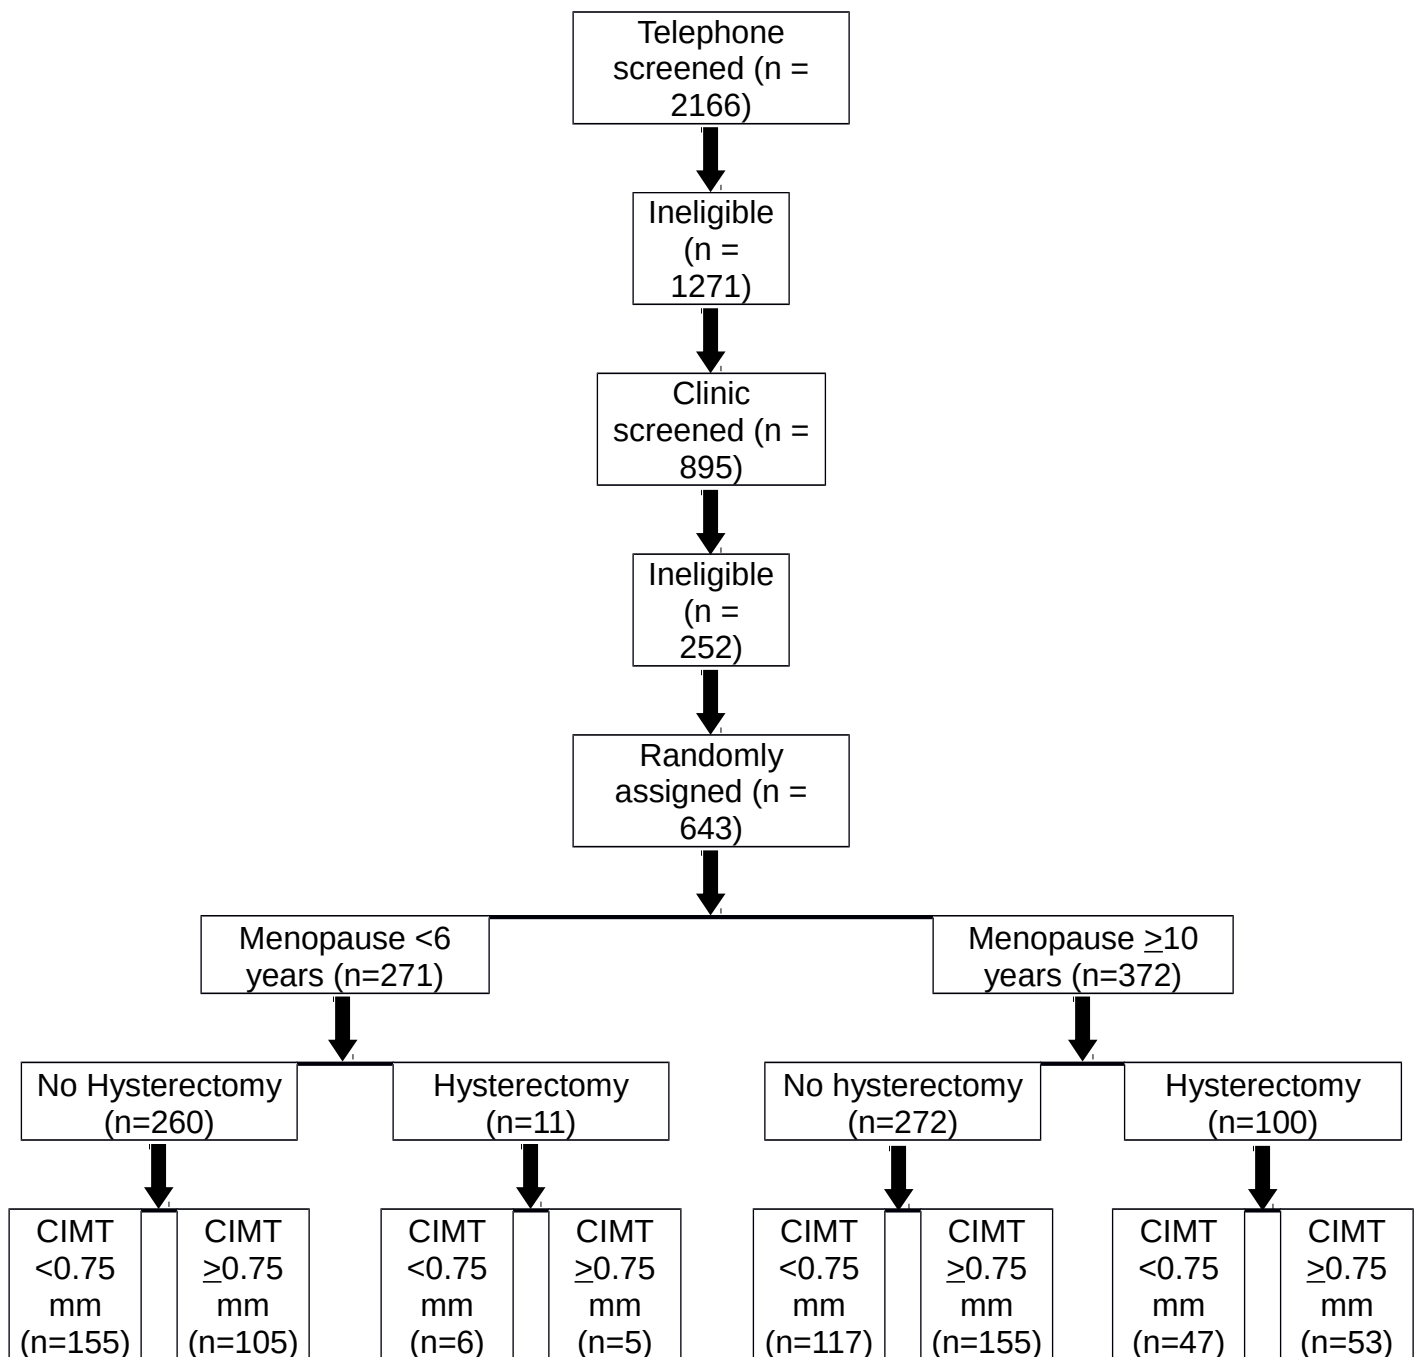 Telephone
screened (n =
2166)
Ineligible
(n =
1271)
Clinic
screened (n =
895)
Ineligible
(n =
252)
Randomly
assigned (n =
643)
Menopause <6
years (n=271)
Menopause ≥10
years (n=372)
No Hysterectomy
(n=260)
Hysterectomy
(n=11)
No hysterectomy
(n=272)
Hysterectomy
(n=100)
CIMT
<0.75
mm
(n=155)
CIMT
≥0.75
mm
(n=105)
CIMT
<0.75
mm
(n=6)
CIMT
≥0.75
mm
(n=5)
CIMT
<0.75
mm
(n=117)
CIMT
≥0.75
mm
(n=155)
CIMT
<0.75
mm
(n=47)
CIMT
≥0.75
mm
(n=53)